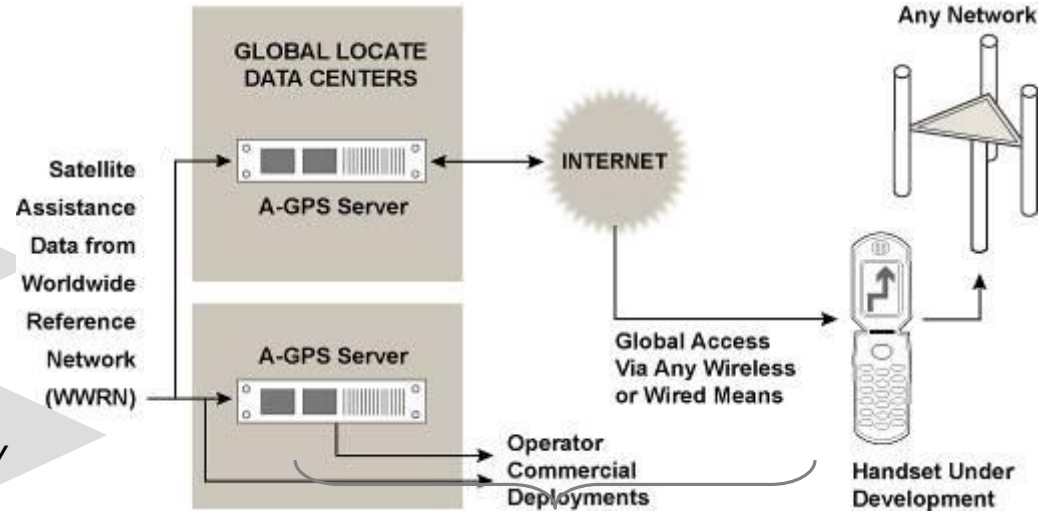 Any Network
GLOBAL LOCATE
DATA CENTERS
A-GPS Server
INTERNET
Satellite
Assistance
Data from
Worldwide
Reference
Network
(WWRN)
A-GPS Server
Global Access
Via Any Wireless
or Wired Means
Operator
Commercial
Deployments
Handset Under
Development